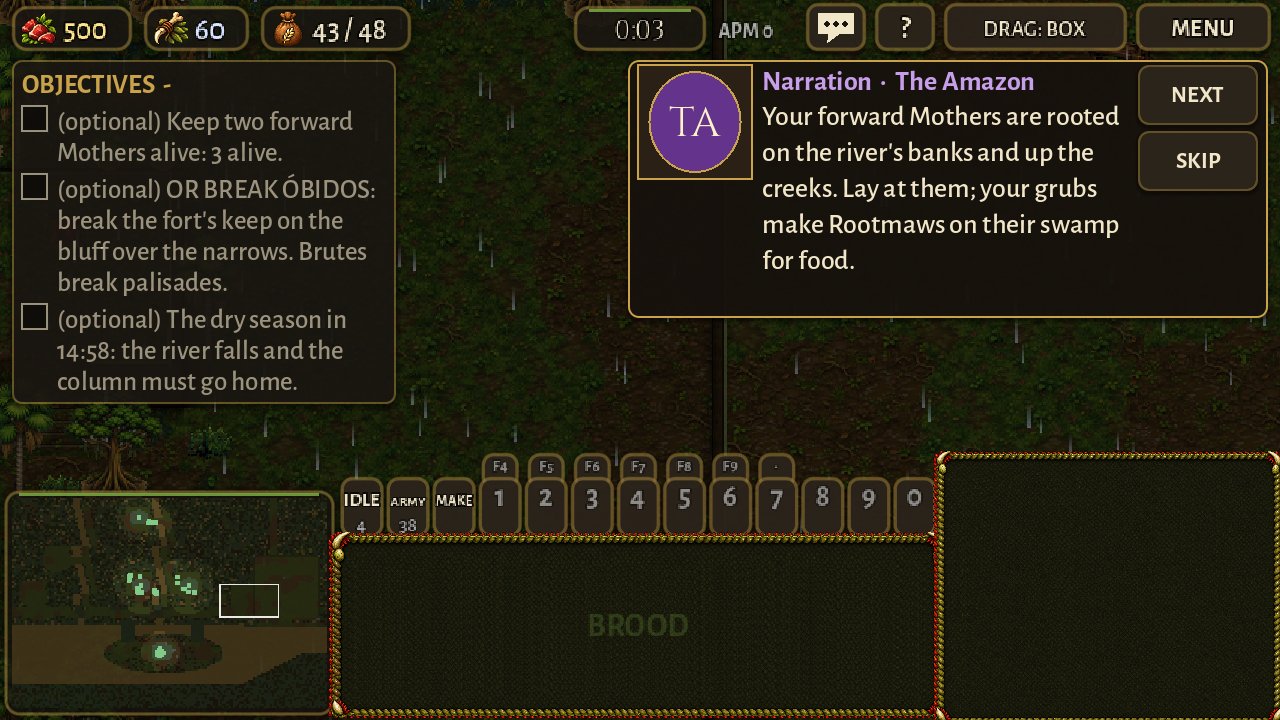 500
60
43/48
0:03
APM 0
?
DRAG: BOX
MENU
OBJECTIVES -
(optional) Keep two forward
Mothers alive: 3 alive.
(optional) OR BREAK ÓBIDOS:
break the fort's keep on the
bluff over the narrows. Brutes
break palisades.
(optional) The dry season in
14:58: the river falls and the
column must go home.
TA
Narration · The Amazon
Your forward Mothers are rooted
on the river's banks and up the
creeks. Lay at them; your grubs
make Rootmaws on their swamp
for food.
NEXT
SKIP
F4 F5 F6 F7 F8 F9 ·
IDLE ARMY MAKE 1 2 3 4 5 6 7 8 9 0
4 38
BROOD